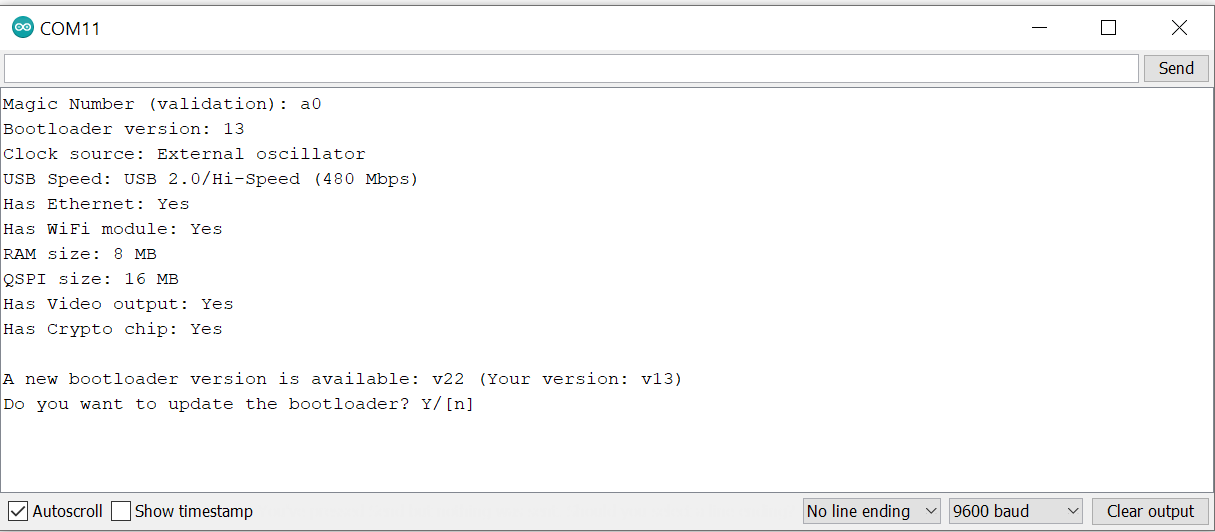 COM11
Send
Magic Number (validation): a0
Bootloader version: 13
Clock source: External oscillator
USB Speed: USB 2.0/Hi-Speed (480 Mbps)
Has Ethernet: Yes
Has WiFi module: Yes
RAM size: 8 MB
QSPI size: 16 MB
Has Video output: Yes
Has Crypto chip: Yes
A new bootloader version is available: v22 (Your version: v13)
Do you want to update the bootloader? Y/[n]
Autoscroll Show timestamp No line ending 9600 baud Clear output